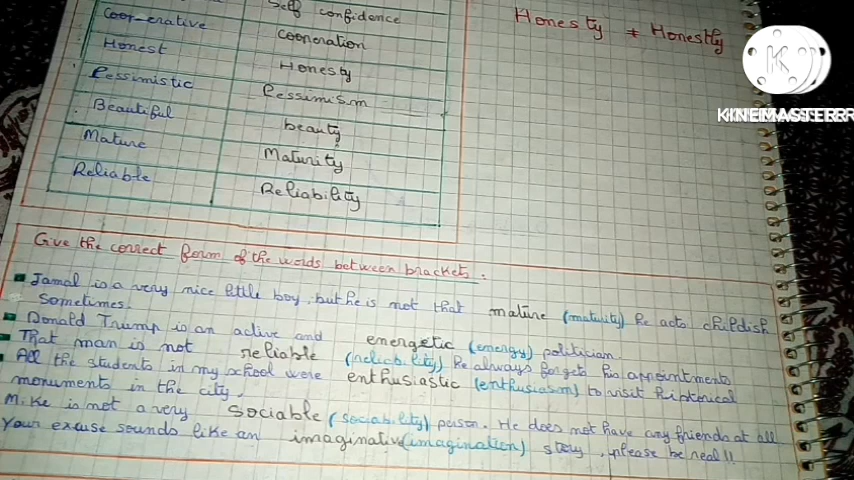 Self confidence
Cooperative
Cooperation
Honest
Honesty
Pessimistic
Pessimism
Beautiful
beauty
Mature
Maturity
Reliable
Reliability
Honesty ≠ Honestly
K
KINEMASTER
Give the correct form of the words between brackets :
Jamal is a very nice little boy, but he is not that mature (maturity) he acts childish
Sometimes.
Donald Trump is an active and energetic (energy) politician
That man is not reliable (reliability) he always forgets his appointments
All the students in my school were enthusiastic (enthusiasm) to visit historical
monuments in the city.
Mike is not a very sociable (sociability) person. He does not have any friends at all
Your excuse sounds like an imaginative (imagination) story, please be real !!